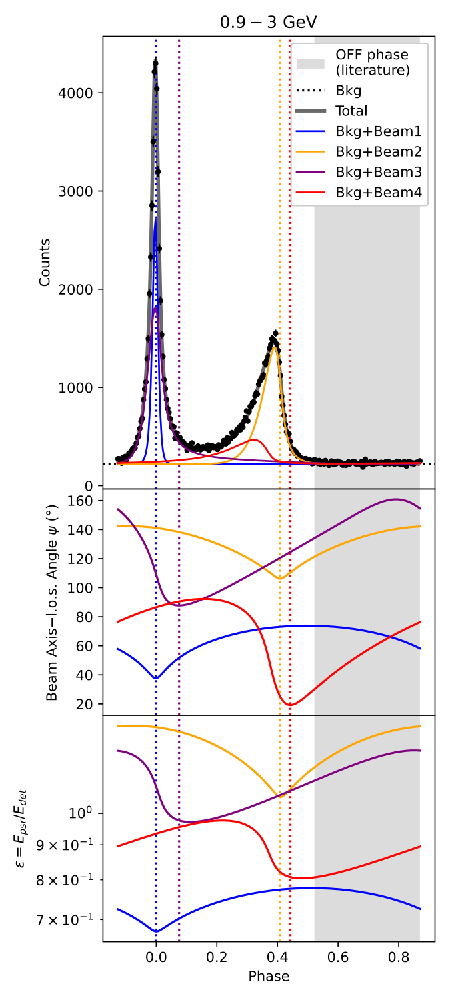 0.9 − 3 GeV
OFF phase
(literature)
Bkg
Total
Bkg+Beam1
Bkg+Beam2
Bkg+Beam3
Bkg+Beam4
4000
3000
2000
1000
0
Counts
160
140
120
100
80
60
40
20
Beam Axis−l.o.s. Angle ψ (°)
10⁰
9 × 10⁻¹
8 × 10⁻¹
7 × 10⁻¹
ε = E_psr/E_det
0.0 0.2 0.4 0.6 0.8
Phase